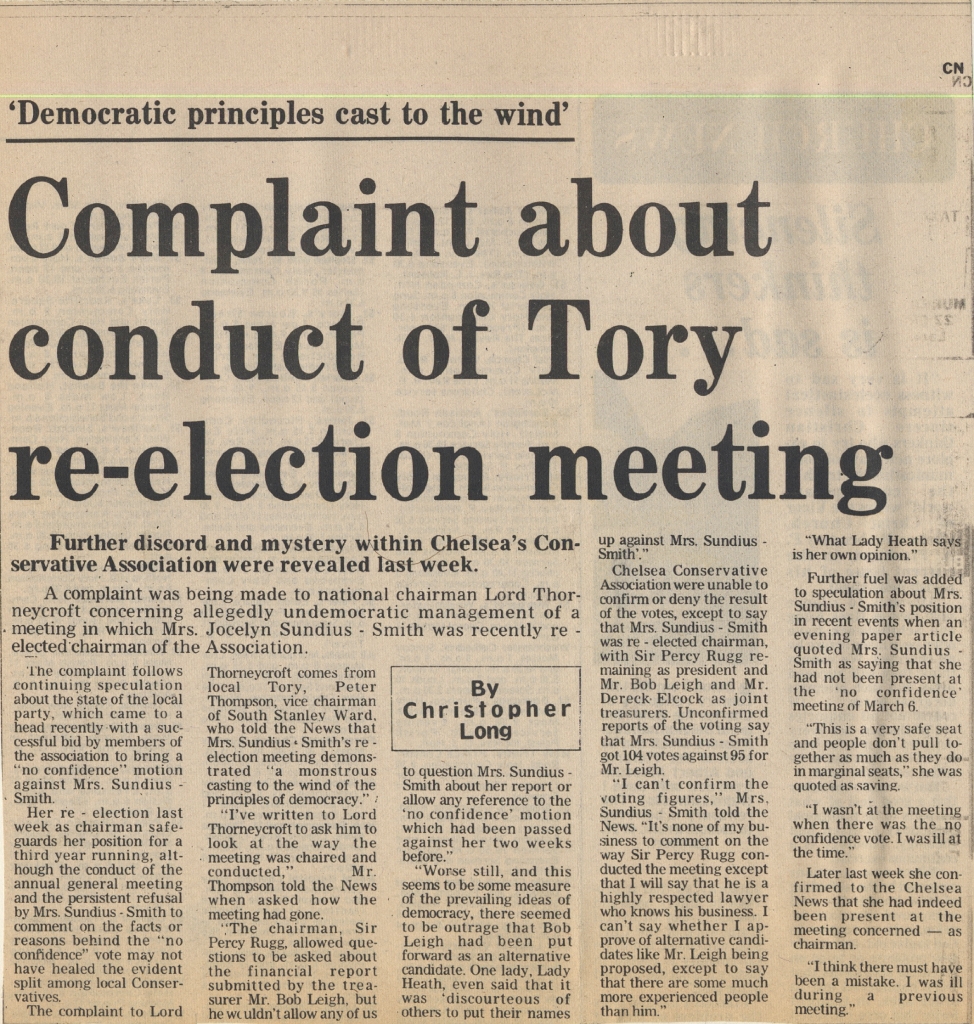 CN
'Democratic principles cast to the wind'
Complaint about
conduct of Tory
re-election meeting
Further discord and mystery within Chelsea's Con-
servative Association were revealed last week.
A complaint was being made to national chairman Lord Thor-
neycroft concerning allegedly undemocratic management of a
meeting in which Mrs. Jocelyn Sundius - Smith was recently re -
elected chairman of the Association.
The complaint follows
continuing speculation
about the state of the local
party, which came to a
head recently with a suc-
cessful bid by members of
the association to bring a
"no confidence" motion
against Mrs. Sundius -
Smith.
Her re - election last
week as chairman safe-
guards her position for a
third year running, alt-
hough the conduct of the
annual general meeting
and the persistent refusal
by Mrs. Sundius - Smith to
comment on the facts or
reasons behind the "no
confidence" vote may not
have healed the evident
split among local Conser-
vatives.
The complaint to Lord
Thorneycroft comes from
local Tory, Peter
Thompson, vice chairman
of South Stanley Ward,
who told the News that
Mrs. Sundius - Smith's re -
election meeting demons-
trated "a monstrous
casting to the wind of the
principles of democracy."
"I've written to Lord
Thorneycroft to ask him to
look at the way the
meeting was chaired and
conducted," Mr.
Thompson told the News
when asked how the
meeting had gone.
"The chairman, Sir
Percy Rugg, allowed que-
stions to be asked about
the financial report
submitted by the trea-
surer Mr. Bob Leigh, but
he wouldn't allow any of us
By
Christopher
Long
to question Mrs. Sundius -
Smith about her report or
allow any reference to the
'no confidence' motion
which had been passed
against her two weeks
before."
"Worse still, and this
seems to be some measure
of the prevailing ideas of
democracy, there seemed
to be outrage that Bob
Leigh had been put
forward as an alternative
candidate. One lady, Lady
Heath, even said that it
was 'discourteous of
others to put their names
up against Mrs. Sundius -
Smith'."
Chelsea Conservative
Association were unable to
confirm or deny the result
of the votes, except to say
that Mrs. Sundius - Smith
was re - elected chairman,
with Sir Percy Rugg re-
maining as president and
Mr. Bob Leigh and Mr.
Dereck Elcock as joint
treasurers. Unconfirmed
reports of the voting say
that Mrs. Sundius - Smith
got 104 votes against 95 for
Mr. Leigh.
"I can't confirm the
voting figures," Mrs.
Sundius - Smith told the
News. "It's none of my bu-
siness to comment on the
way Sir Percy Rugg con-
ducted the meeting except
that I will say that he is a
highly respected lawyer
who knows his business. I
can't say whether I ap-
prove of alternative candi-
dates like Mr. Leigh being
proposed, except to say
that there are some much
more experienced people
than him."
"What Lady Heath says
is her own opinion."
Further fuel was added
to speculation about Mrs.
Sundius - Smith's position
in recent events when an
evening paper article
quoted Mrs. Sundius -
Smith as saying that she
had not been present at
the 'no confidence'
meeting of March 6.
"This is a very safe seat
and people don't pull to-
gether as much as they do
in marginal seats," she was
quoted as saying.
"I wasn't at the meeting
when there was the no
confidence vote. I was ill at
the time."
Later last week she con-
firmed to the Chelsea
News that she had indeed
been present at the
meeting concerned — as
chairman.
"I think there must have
been a mistake. I was ill
during a previous
meeting."